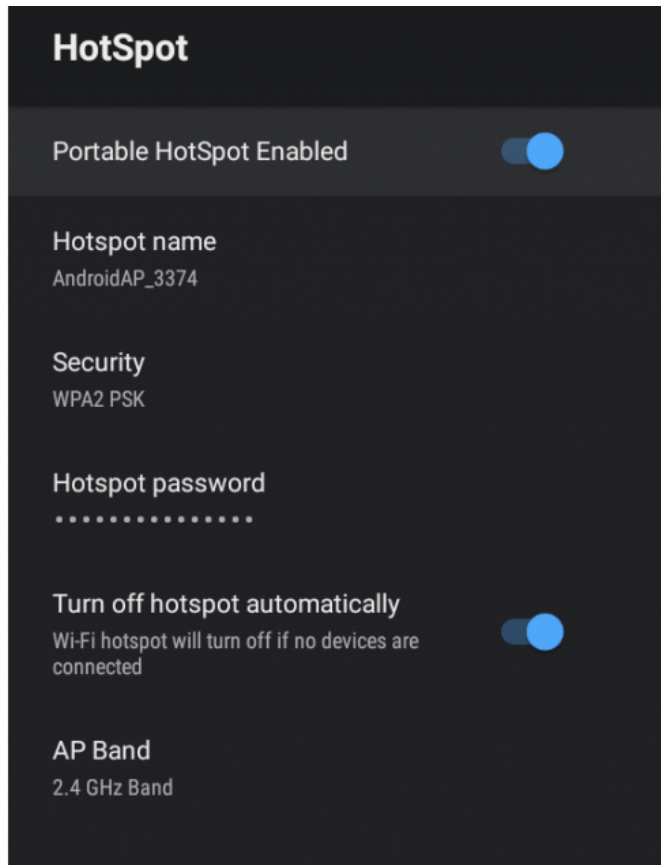 HotSpot
Portable HotSpot Enabled
Hotspot name
AndroidAP_3374
Security
WPA2 PSK
Hotspot password
•••••••••••••••
Turn off hotspot automatically
Wi-Fi hotspot will turn off if no devices are
connected
AP Band
2.4 GHz Band